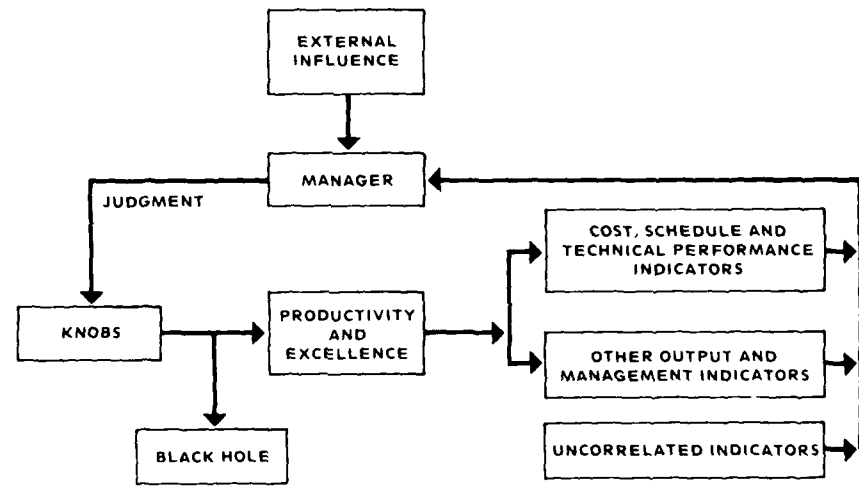 EXTERNAL
INFLUENCE
MANAGER
JUDGMENT
COST, SCHEDULE AND
TECHNICAL PERFORMANCE
INDICATORS
KNOBS
PRODUCTIVITY
AND
EXCELLENCE
OTHER OUTPUT AND
MANAGEMENT INDICATORS
BLACK HOLE
UNCORRELATED INDICATORS